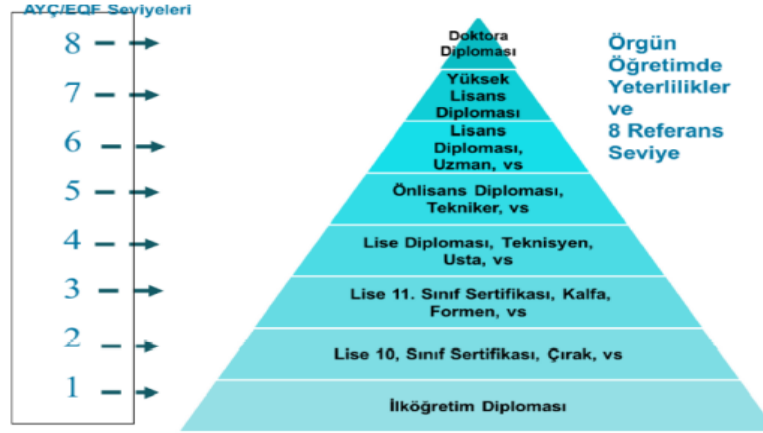 AYÇ/EQF Seviyeleri
8
7
6
5
4
3
2
1
Doktora
Diploması
Yüksek
Lisans
Diploması
Lisans
Diploması,
Uzman, vs
Önlisans Diploması,
Tekniker, vs
Lise Diploması, Teknisyen,
Usta, vs
Lise 11. Sınıf Sertifikası, Kalfa,
Formen, vs
Lise 10, Sınıf Sertifikası, Çırak, vs
İlköğretim Diploması
Örgün
Öğretimde
Yeterlilikler
ve
8 Referans
Seviye